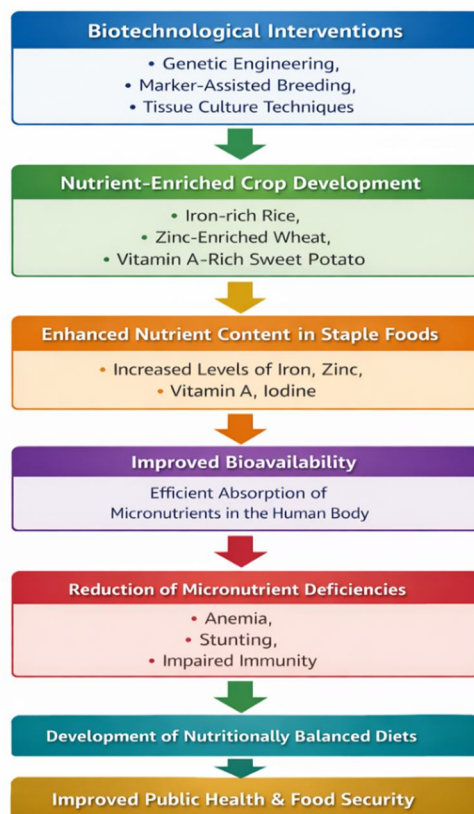 Biotechnological Interventions
• Genetic Engineering,
• Marker-Assisted Breeding,
• Tissue Culture Techniques
Nutrient-Enriched Crop Development
• Iron-rich Rice,
• Zinc-Enriched Wheat,
• Vitamin A-Rich Sweet Potato
Enhanced Nutrient Content in Staple Foods
• Increased Levels of Iron, Zinc,
• Vitamin A, Iodine
Improved Bioavailability
Efficient Absorption of
Micronutrients in the Human Body
Reduction of Micronutrient Deficiencies
• Anemia,
• Stunting,
• Impaired Immunity
Development of Nutritionally Balanced Diets
Improved Public Health & Food Security